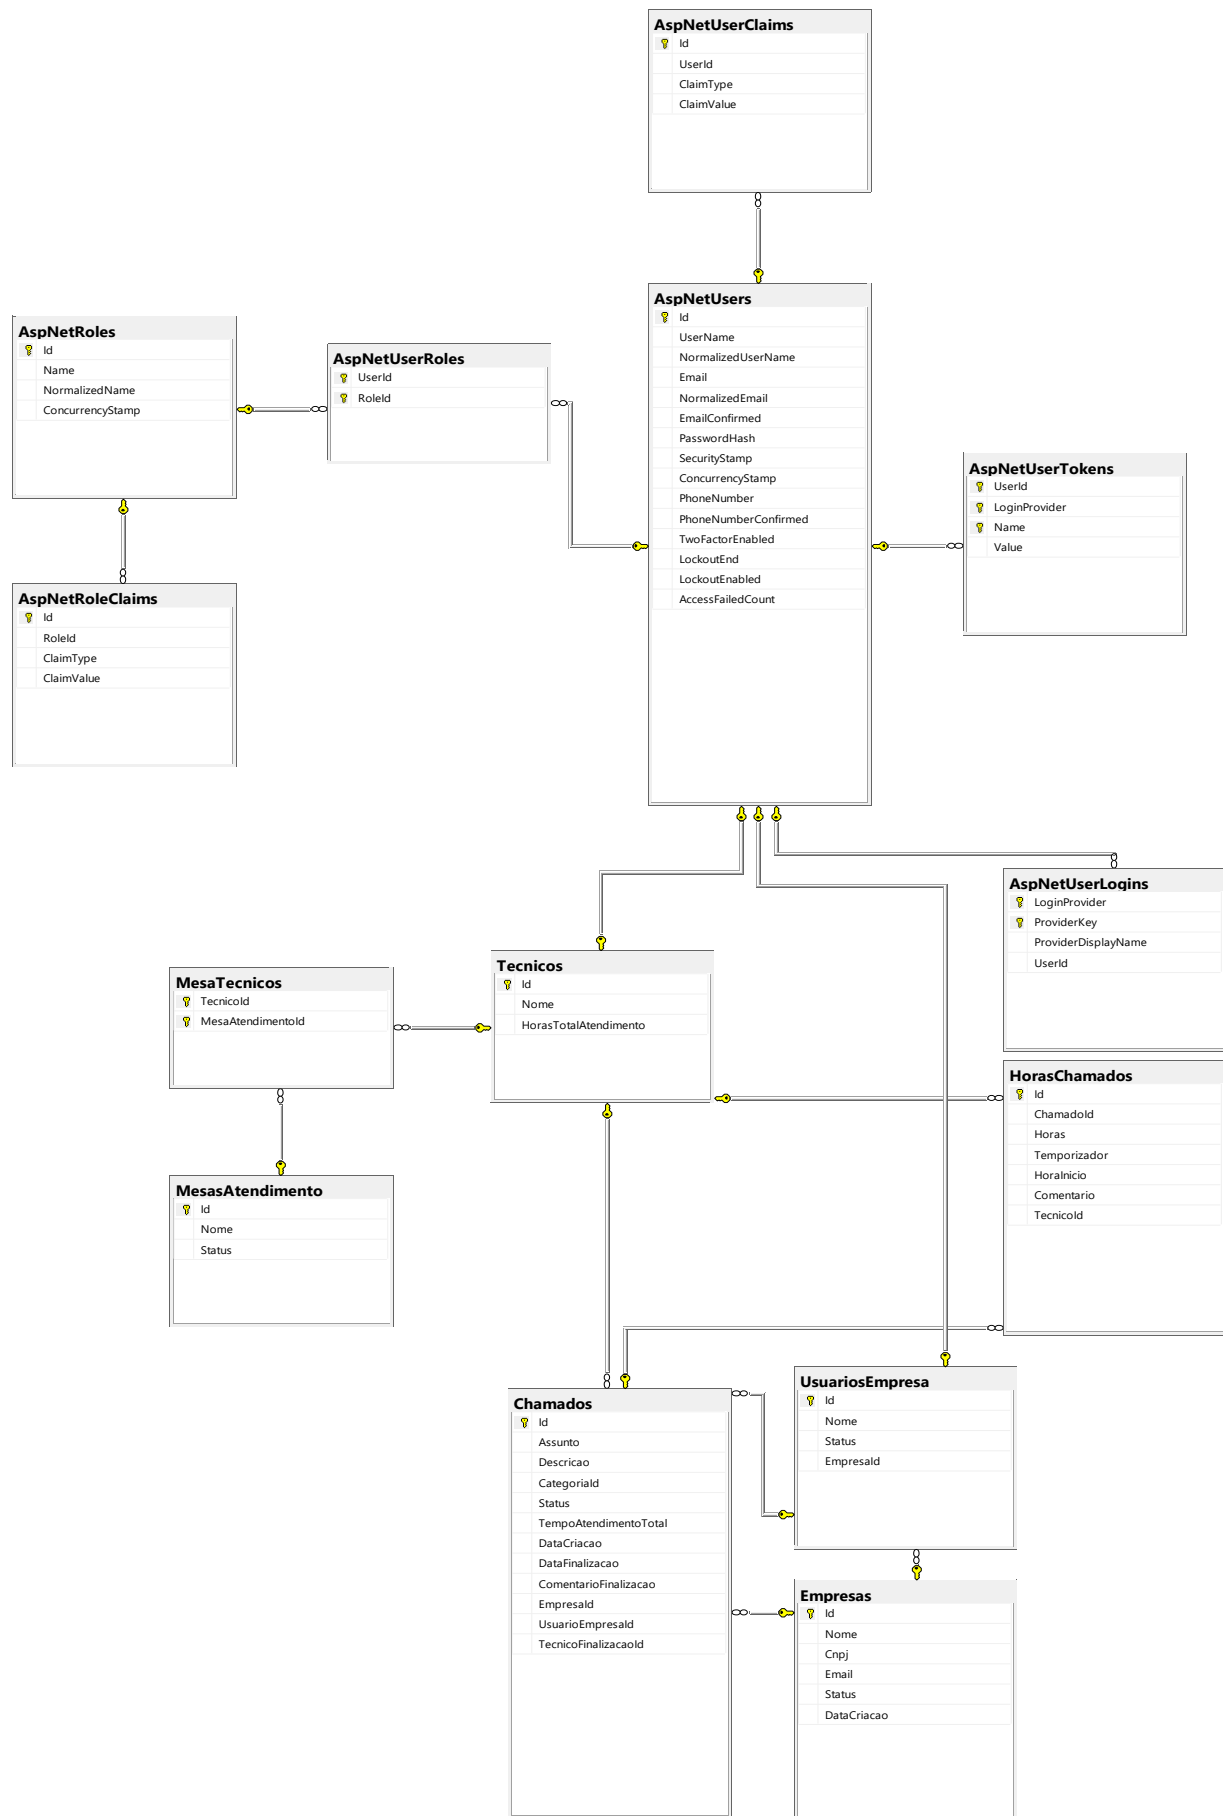 AspNetUserClaims
Id
UserId
ClaimType
ClaimValue
AspNetUsers
Id
UserName
NormalizedUserName
Email
NormalizedEmail
EmailConfirmed
PasswordHash
SecurityStamp
ConcurrencyStamp
PhoneNumber
PhoneNumberConfirmed
TwoFactorEnabled
LockoutEnd
LockoutEnabled
AccessFailedCount
AspNetRoles
Id
Name
NormalizedName
ConcurrencyStamp
AspNetUserRoles
UserId
RoleId
AspNetUserTokens
UserId
LoginProvider
Name
Value
AspNetRoleClaims
Id
RoleId
ClaimType
ClaimValue
AspNetUserLogins
LoginProvider
ProviderKey
ProviderDisplayName
UserId
Tecnicos
Id
Nome
HorasTotalAtendimento
MesaTecnicos
TecnicoId
MesaAtendimentoId
HorasChamados
Id
ChamadoId
Horas
Temporizador
HoraInicio
Comentario
TecnicoId
MesasAtendimento
Id
Nome
Status
UsuariosEmpresa
Id
Nome
Status
EmpresaId
Chamados
Id
Assunto
Descricao
CategoriaId
Status
TempoAtendimentoTotal
DataCriacao
DataFinalizacao
ComentarioFinalizacao
EmpresaId
UsuarioEmpresaId
TecnicoFinalizacaoId
Empresas
Id
Nome
Cnpj
Email
Status
DataCriacao